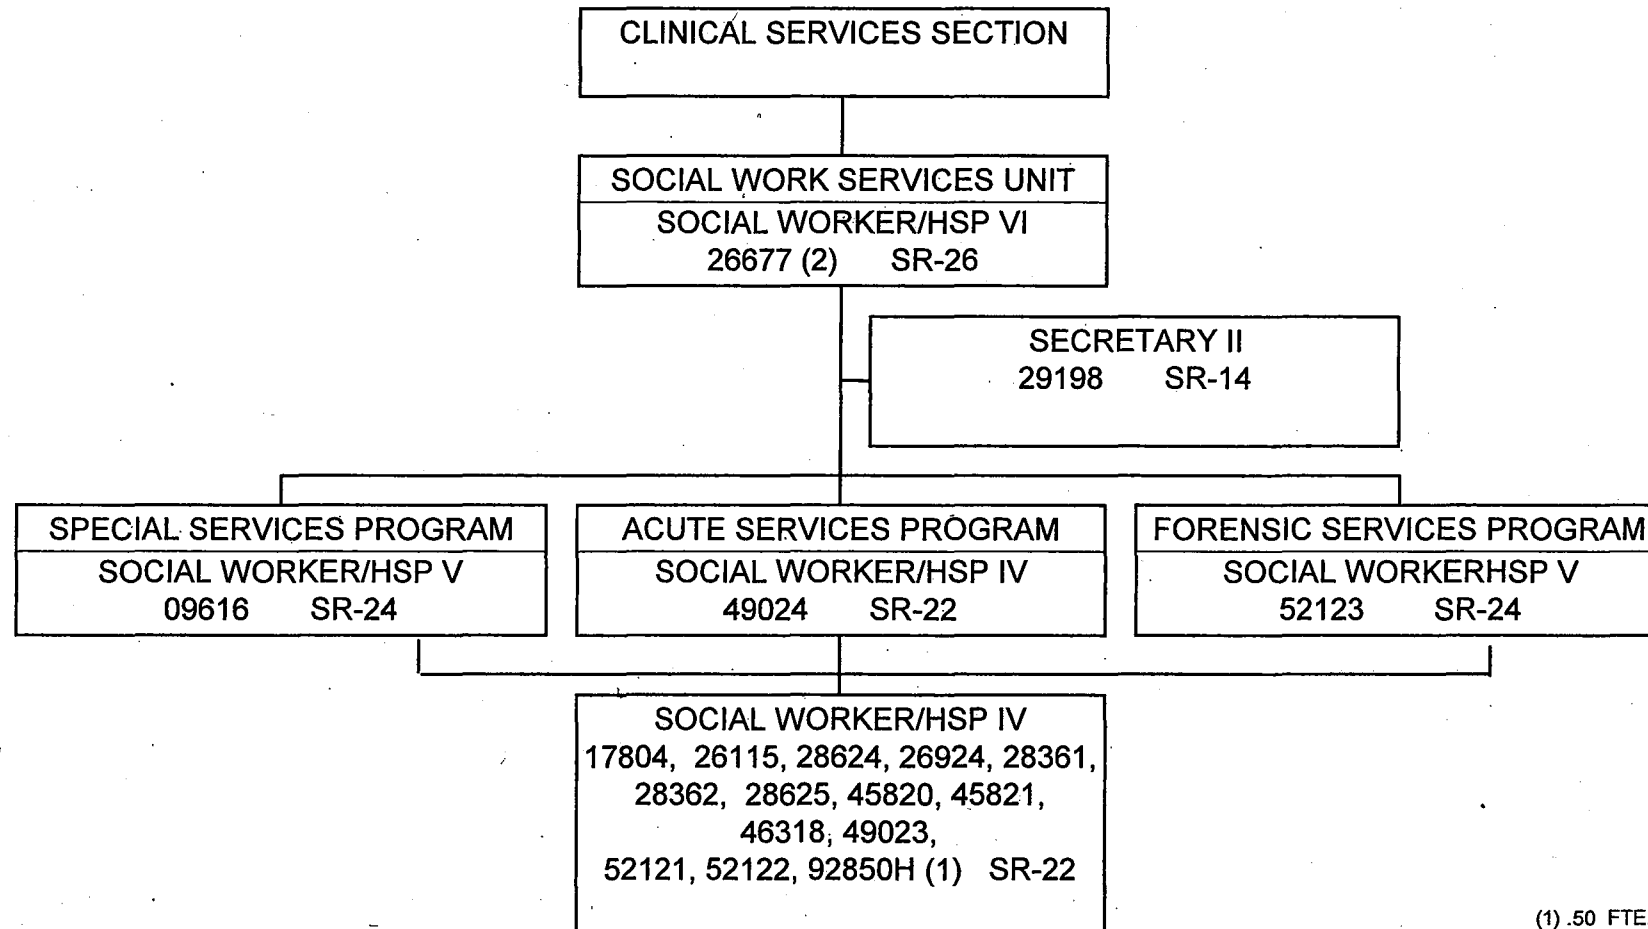 CLINICAL SERVICES SECTION
SOCIAL WORK SERVICES UNIT
SOCIAL WORKER/HSP VI
26677 (2) SR-26
SECRETARY II
29198 SR-14
SPECIAL SERVICES PROGRAM
SOCIAL WORKER/HSP V
09616 SR-24
ACUTE SERVICES PROGRAM
SOCIAL WORKER/HSP IV
49024 SR-22
FORENSIC SERVICES PROGRAM
SOCIAL WORKERHSP V
52123 SR-24
SOCIAL WORKER/HSP IV
17804, 26115, 28624, 26924, 28361,
28362, 28625, 45820, 45821,
46318, 49023,
52121, 52122, 92850H (1) SR-22
(1) .50 FTE